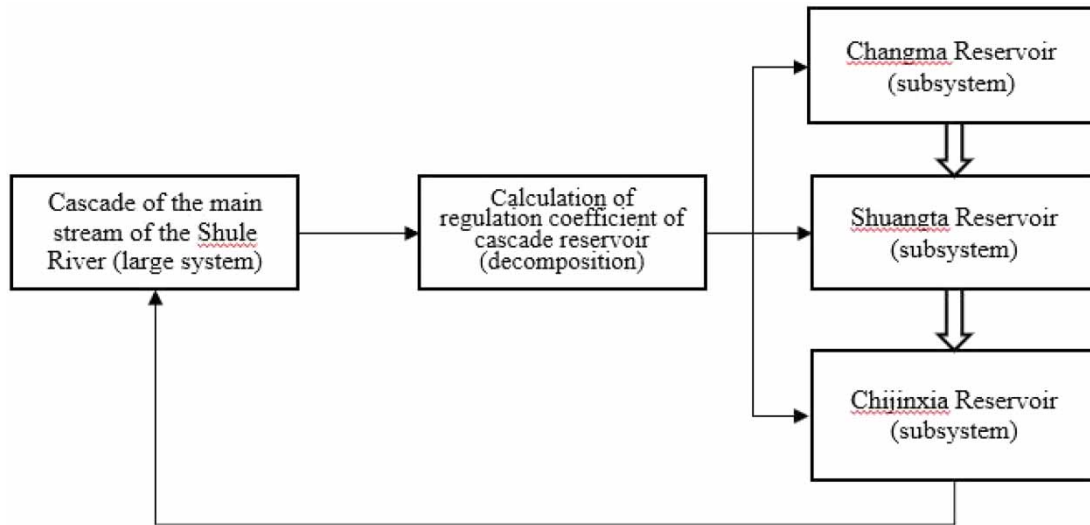 Cascade of the main
stream of the Shule
River (large system)
Calculation of
regulation coefficient of
cascade reservoir
(decomposition)
Changma Reservoir
(subsystem)
Shuangta Reservoir
(subsystem)
Chijinxia Reservoir
(subsystem)